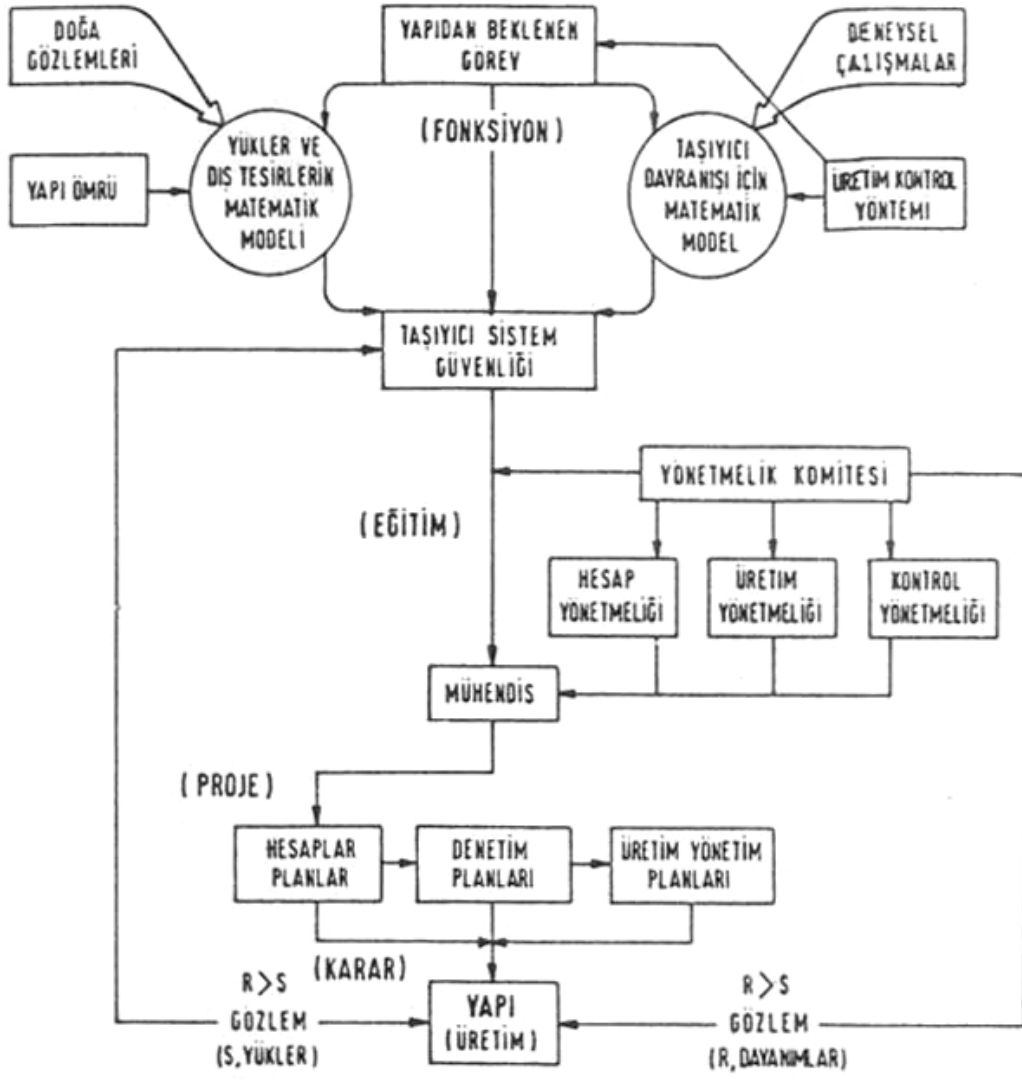 DOĞA
GÖZLEMLERİ
YAPIDAN BEKLENEN
GÖREV
DENEYSEL
ÇALIŞMALAR
(FONKSİYON)
YÜKLER VE
DIŞ TESİRLERİN
MATEMATİK
MODELİ
TAŞIYICI
DAVRANIŞI İÇİN
MATEMATİK
MODEL
YAPI ÖMRÜ
ÜRETİM KONTROL
YÖNTEMİ
TAŞIYICI SİSTEM
GÜVENLİĞİ
YÖNETMELİK KOMİTESİ
(EĞİTİM)
HESAP
YÖNETMELİĞİ
ÜRETİM
YÖNETMELİĞİ
KONTROL
YÖNETMELİĞİ
MÜHENDİS
(PROJE)
HESAPLAR
PLANLAR
DENETİM
PLANLARI
ÜRETİM YÖNETİM
PLANLARI
(KARAR)
R>S
GÖZLEM
(S,YÜKLER)
YAPI
(ÜRETİM)
R>S
GÖZLEM
(R,DAYANIMLAR)